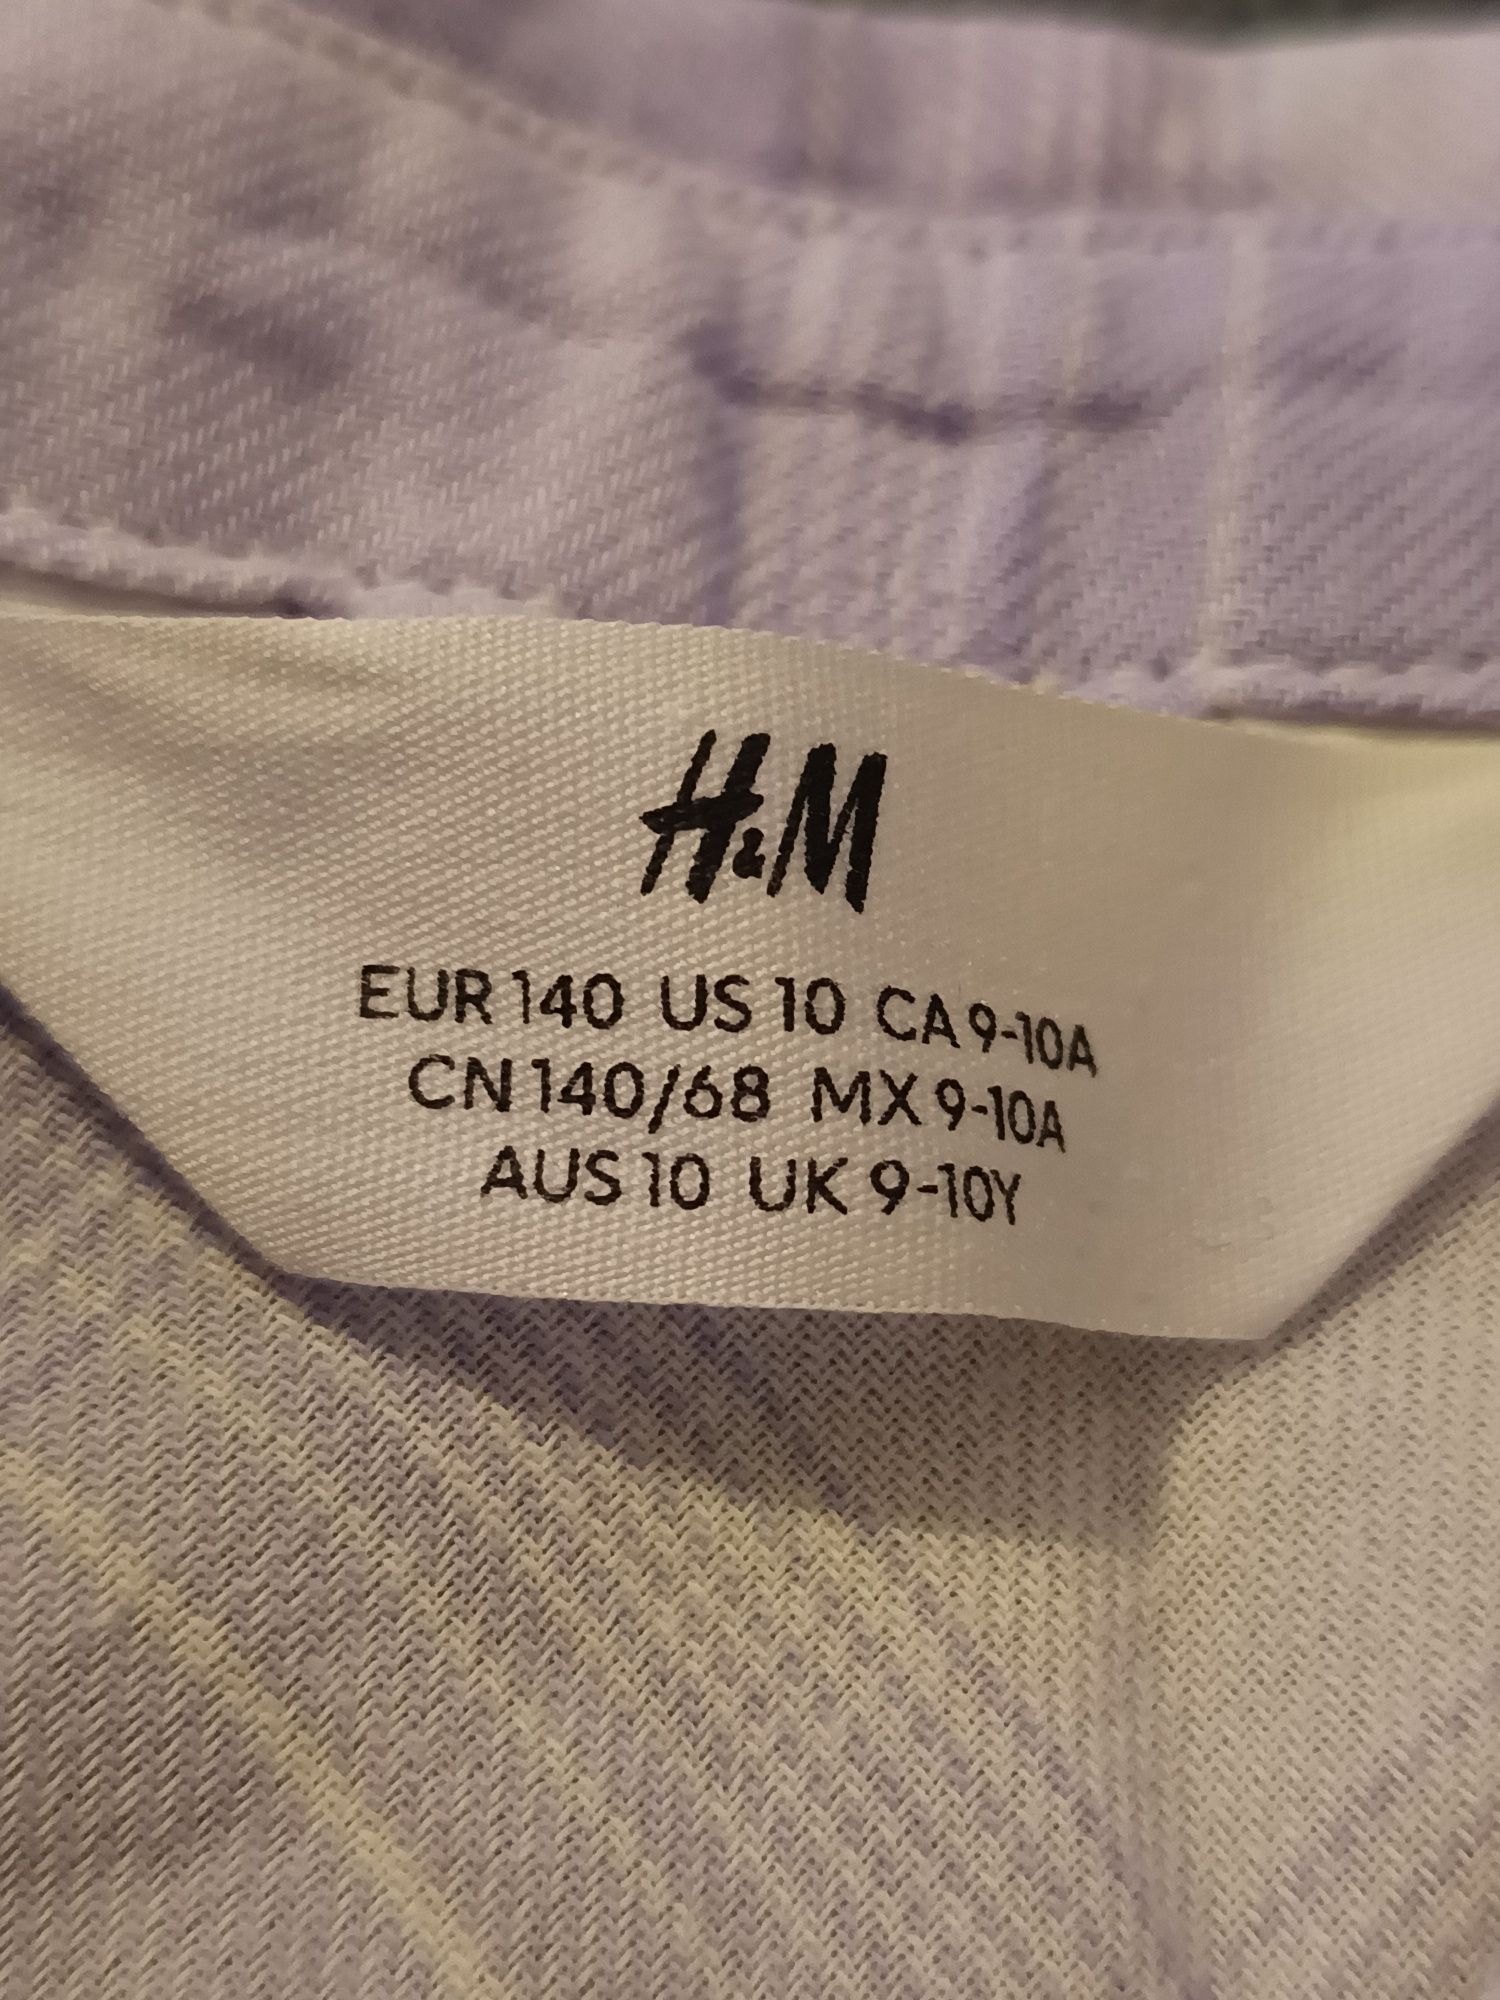 H&M
EUR 140 US 10 CA 9-10A
CN 140/68 MX 9-10A
AUS 10 UK 9-10Y